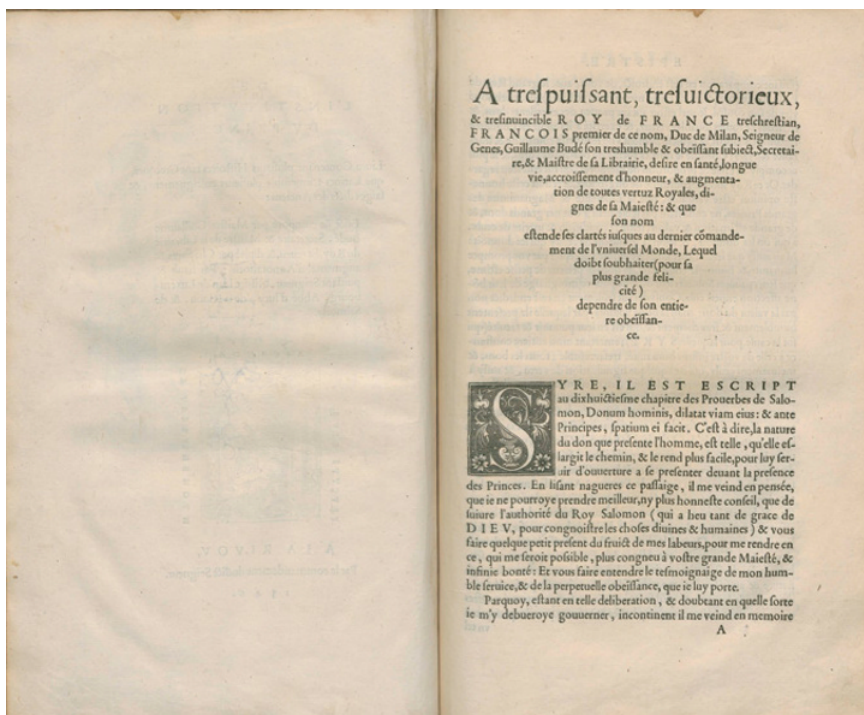 A treſpuiſſant, treſuictorieux,
& treſinuincible ROY de FRANCE treſchreſtian,
FRANCOIS premier de ce nom, Duc de Milan, Seigneur de
Genes, Guillaume Budé ſon treſhumble & obeïſſant ſubiect, Secretai-
re, & Maiſtre de ſa Librairie, deſire en ſanté, longue
vie, accroiſſement d'honneur, & augmenta-
tion de toutes vertuz Royales, di-
gnes de ſa Maieſté: & que
ſon nom
eſtende ſes clartés iuſques au dernier cõmande-
ment de l'vniuerſel Monde, Lequel
doibt ſoubhaiter (pour ſa
plus grande feli-
cité)
dependre de ſon entie-
re obeïſſan-
ce.
SYRE, IL EST ESCRIPT
au dixhuictieſme chapitre des Prouerbes de Salo-
mon, Donum hominis, dilatat viam eius: & ante
Principes, ſpatium ei facit. C'eſt à dire, la nature
du don que preſente l'homme, eſt telle, qu'elle eſ-
largit le chemin, & le rend plus facile, pour luy ſer-
uir d'ouuerture a ſe preſenter deuant la preſence
des Princes. En liſant nagueres ce paſſaige, il me veind en penſée,
que ie ne pourroye prendre meilleur, ny plus honneſte conſeil, que de
ſuiure l'authorité du Roy Salomon (qui a heu tant de grace de
DIEV, pour congnoiſtre les choſes diuines & humaines) & vous
faire quelque petit preſent du fruict de mes labeurs, pour me rendre en
ce, qui me ſeroit poſſible, plus congneu à voſtre grande Maieſté, &
infinie bonté: Et vous faire entendre le teſmoignaige de mon hum-
ble ſeruice, & de la perpetuelle obeïſſance, que ie luy porte.
Parquoy, eſtant en telle deliberation, & doubtant en quelle ſorte
ie m'y debueroye gouuerner, incontinent il me veind en memoire
A